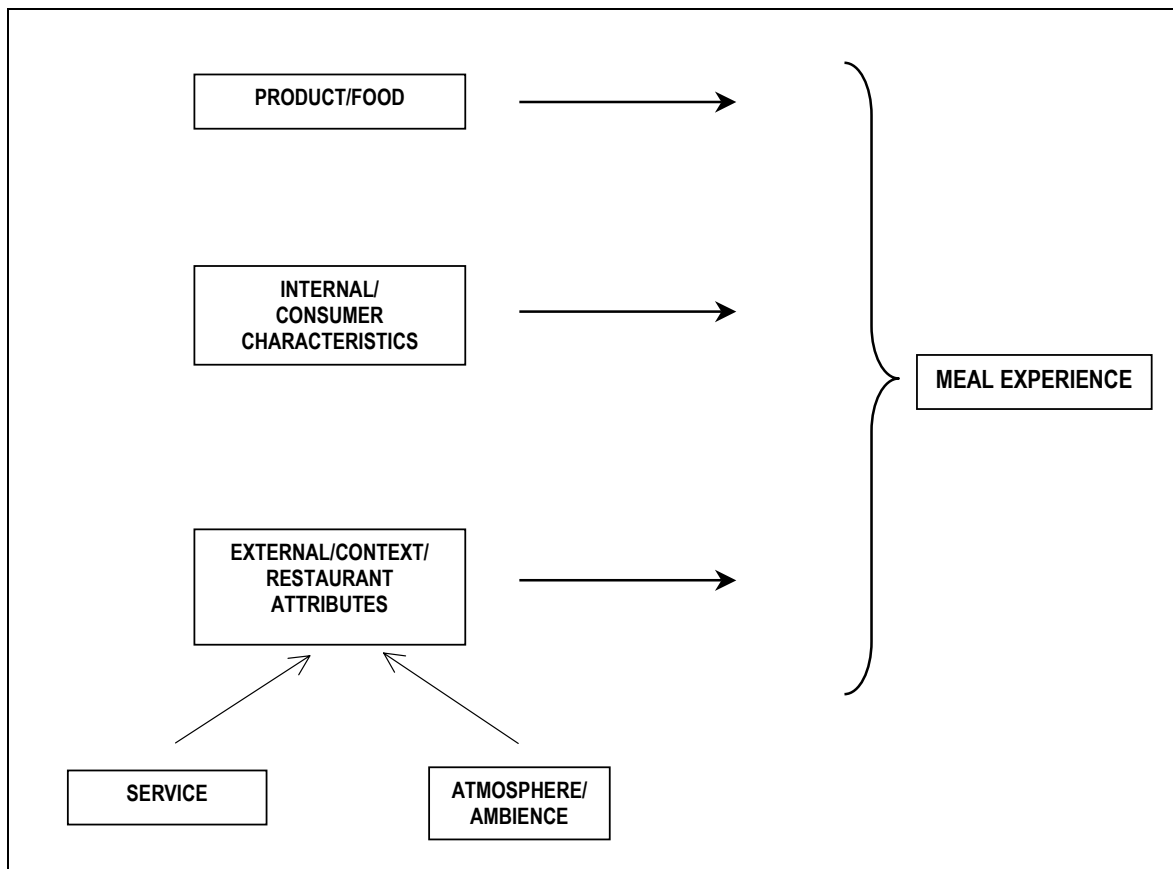 PRODUCT/FOOD
INTERNAL/
CONSUMER
CHARACTERISTICS
MEAL EXPERIENCE
EXTERNAL/CONTEXT/
RESTAURANT
ATTRIBUTES
SERVICE
ATMOSPHERE/
AMBIENCE